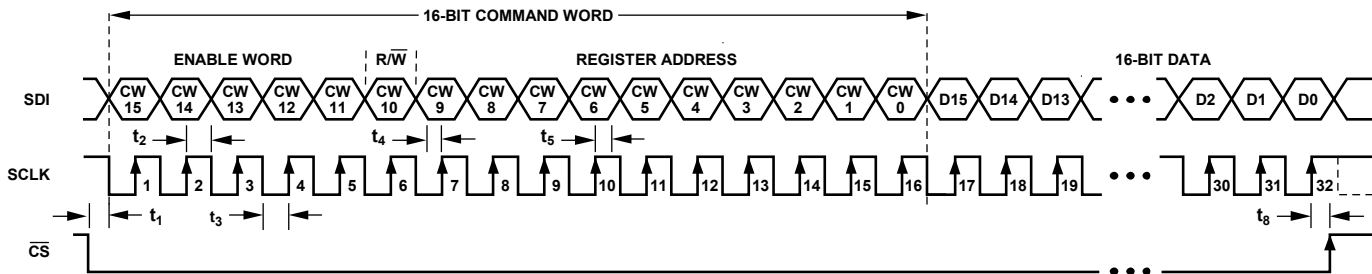 16-BIT COMMAND WORD
ENABLE WORD R/W̅ REGISTER ADDRESS 16-BIT DATA
SDI CW 15 CW 14 CW 13 CW 12 CW 11 CW 10 CW 9 CW 8 CW 7 CW 6 CW 5 CW 4 CW 3 CW 2 CW 1 CW 0 D15 D14 D13 ••• D2 D1 D0
t2 t4 t5
SCLK 1 2 3 4 5 6 7 8 9 10 11 12 13 14 15 16 17 18 19 ••• 30 31 32
t1 t3 t8
C̅S̅ •••